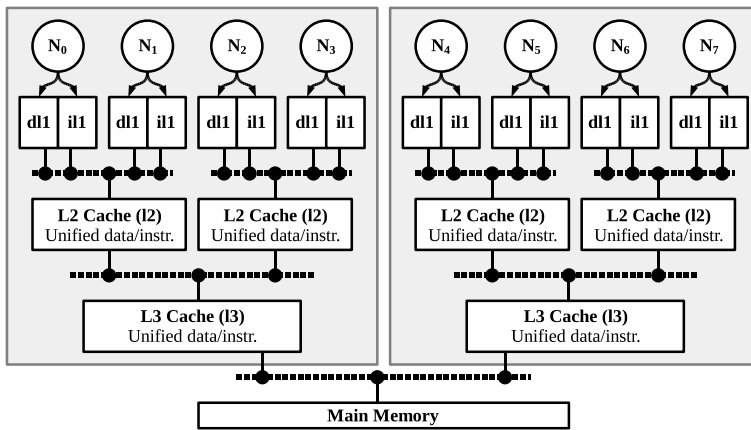 N₀ N₁ N₂ N₃ N₄ N₅ N₆ N₇
dl1 il1 dl1 il1 dl1 il1 dl1 il1 dl1 il1 dl1 il1 dl1 il1 dl1 il1
L2 Cache (l2) L2 Cache (l2) L2 Cache (l2) L2 Cache (l2)
Unified data/instr. Unified data/instr. Unified data/instr. Unified data/instr.
L3 Cache (l3) L3 Cache (l3)
Unified data/instr. Unified data/instr.
Main Memory